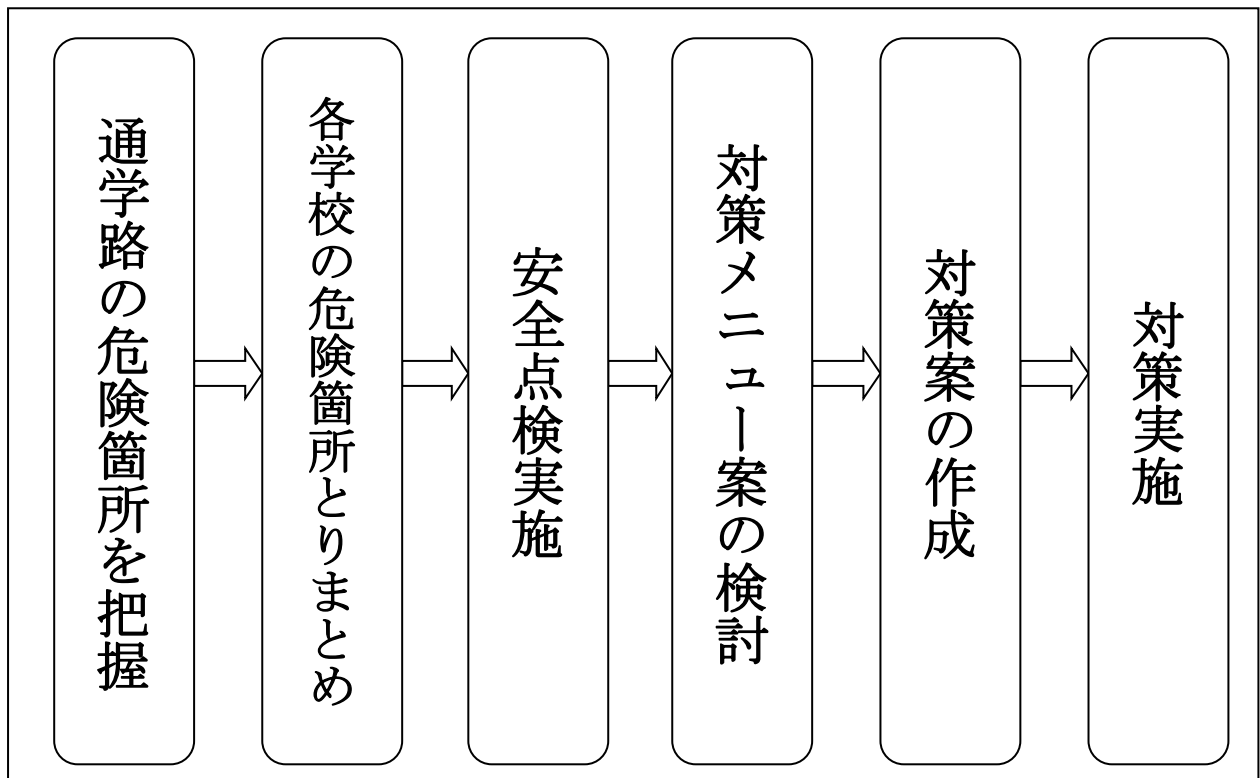 通学路の危険箇所を把握
各学校の危険箇所とりまとめ
安全点検実施
対策メニュー案の検討
対策案の作成
対策実施